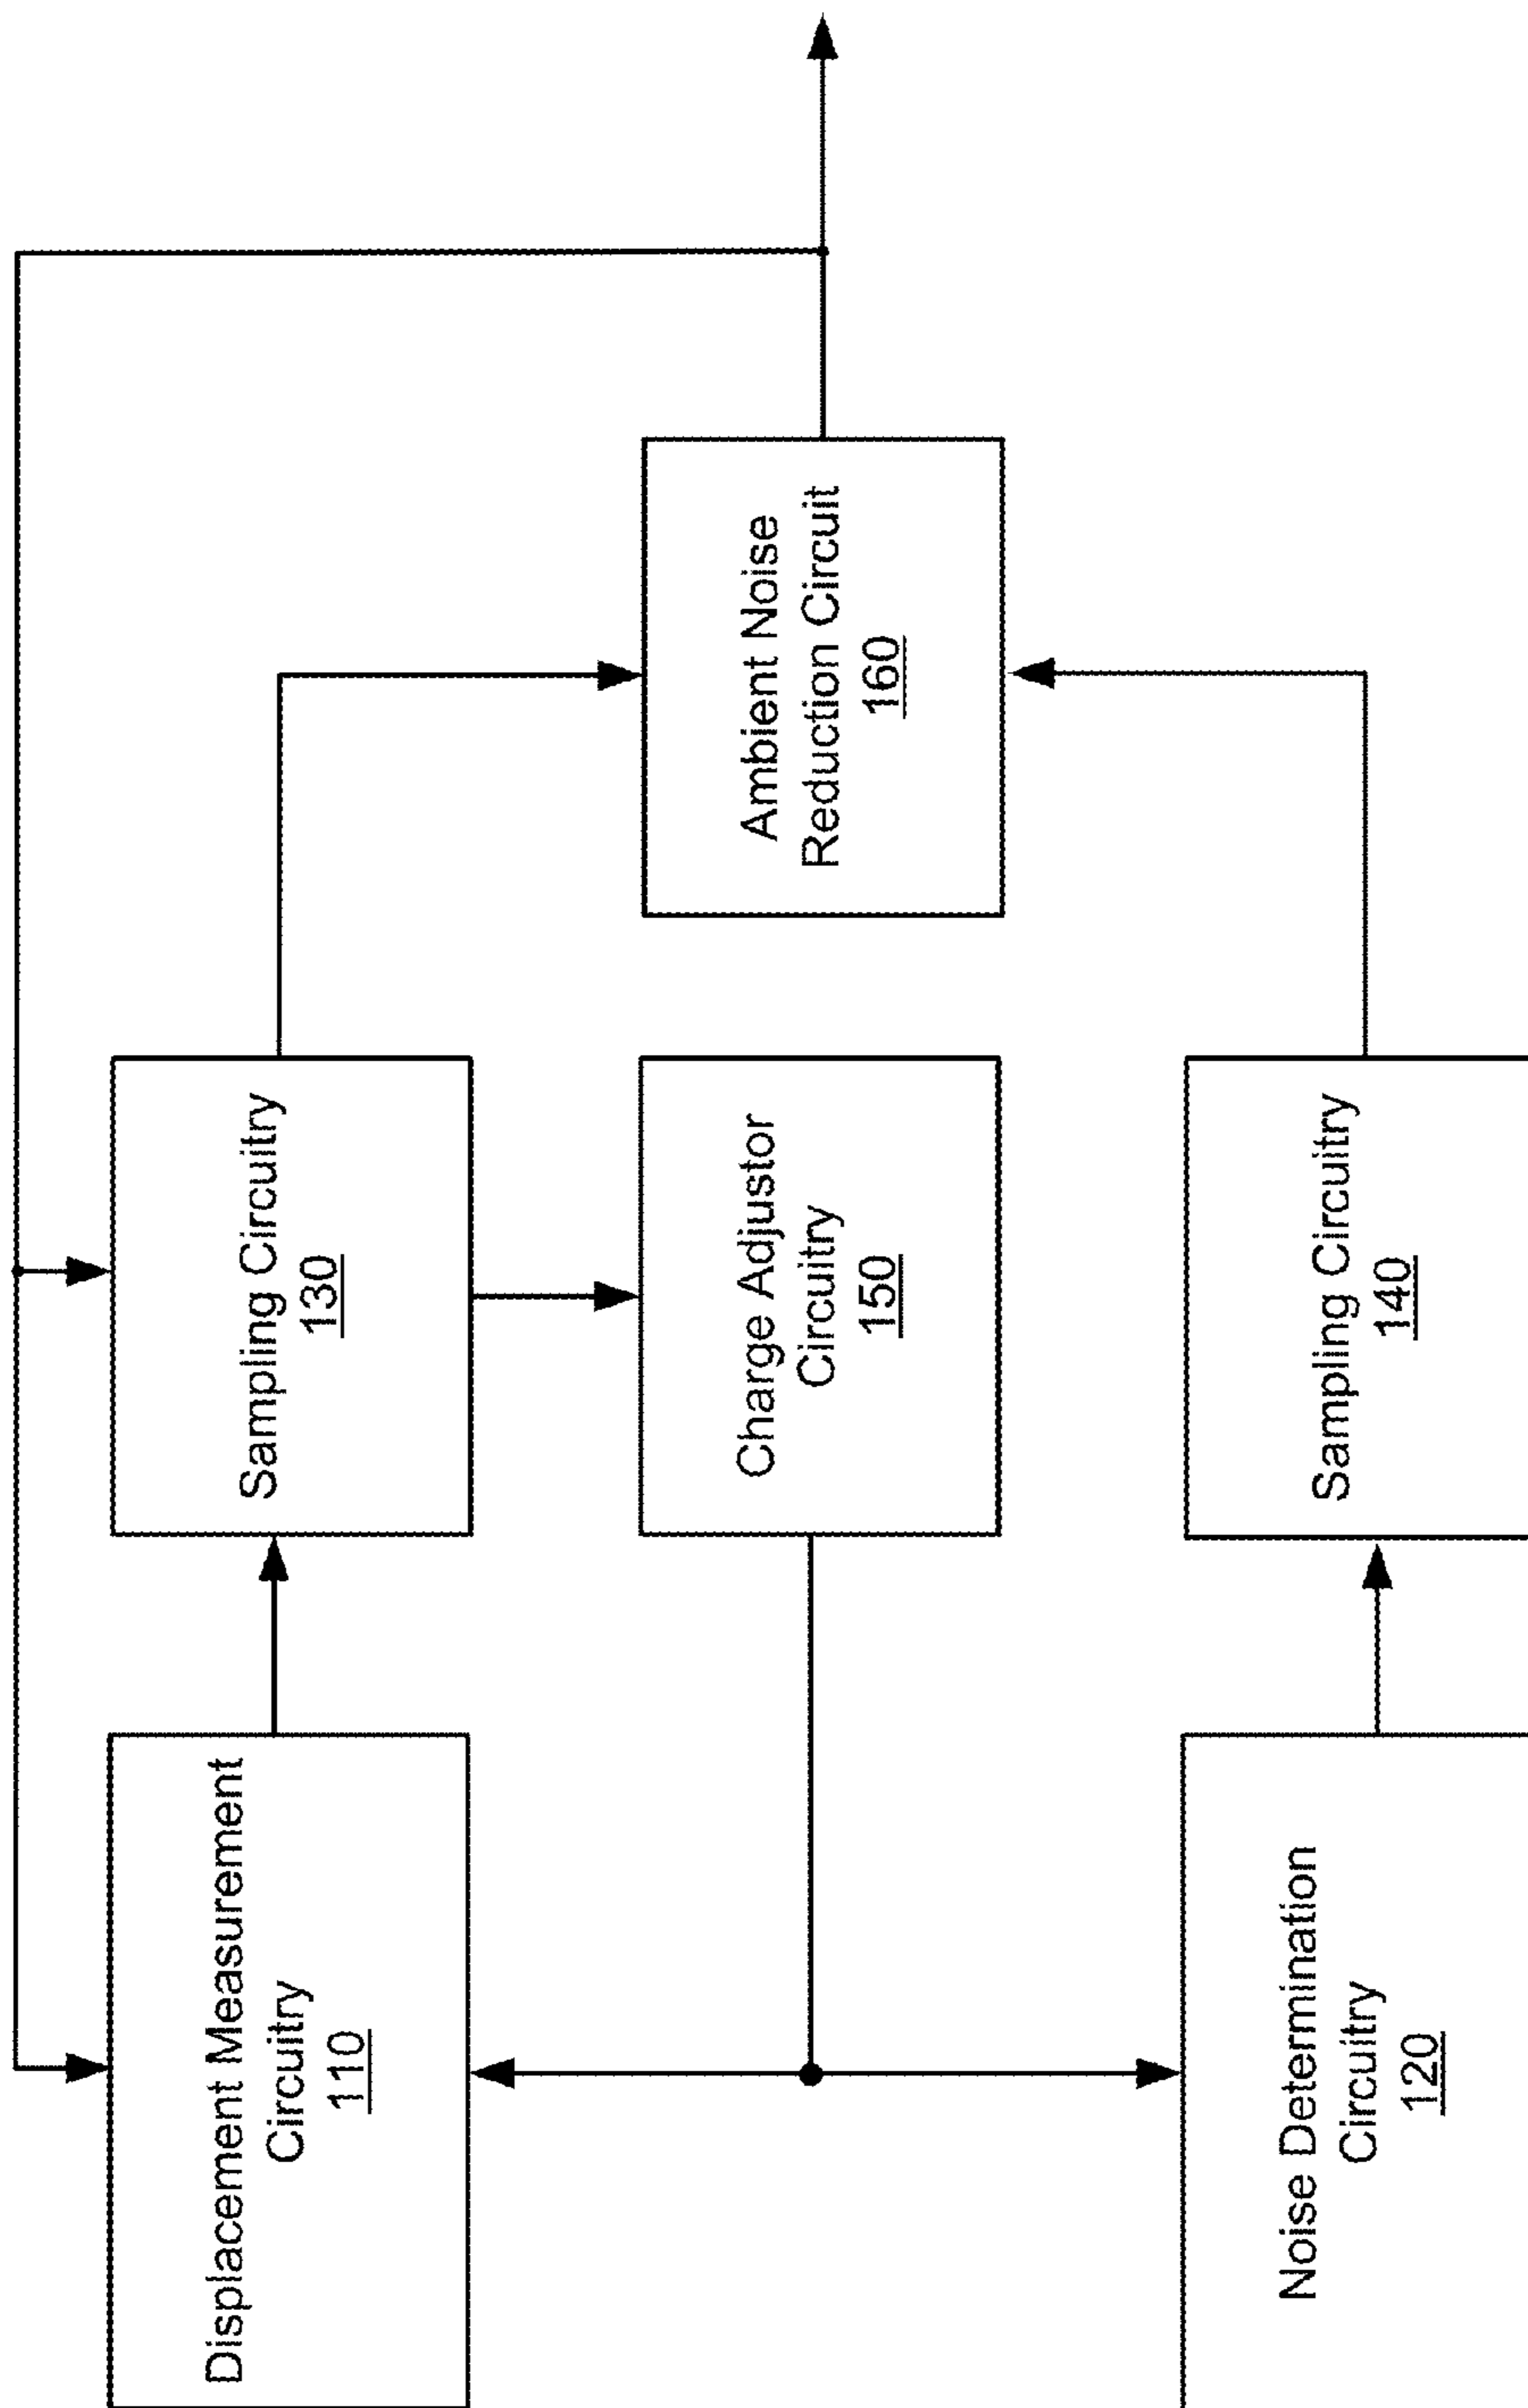 Displacement Measurement
Circuitry
110
Sampling Circuitry
130
Charge Adjustor
Circuitry
150
Ambient Noise
Reduction Circuit
160
Noise Determination
Circuitry
120
Sampling Circuitry
140